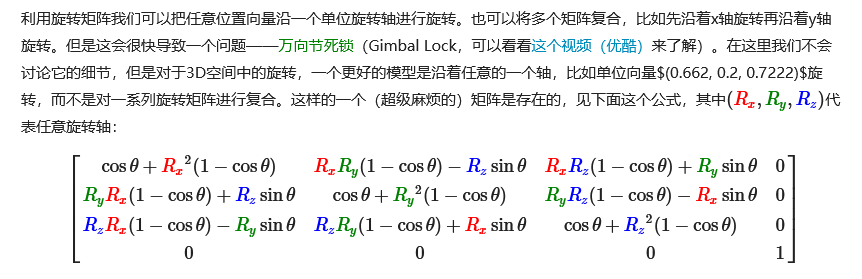 利用旋转矩阵我们可以把任意位置向量沿一个单位旋转轴进行旋转。也可以将多个矩阵复合，比如先沿着x轴旋转再沿着y轴
旋转。但是这会很快导致一个问题——万向节死锁（Gimbal Lock，可以看看这个视频（优酷）来了解）。在这里我们不会
讨论它的细节，但是对于3D空间中的旋转，一个更好的模型是沿着任意的一个轴，比如单位向量$(0.662, 0.2, 0.7222)$旋
转，而不是对一系列旋转矩阵进行复合。这样的一个（超级麻烦的）矩阵是存在的，见下面这个公式，其中(Rx, Ry, Rz)代
表任意旋转轴：
cos θ + Rx²(1 − cos θ) RxRy(1 − cos θ) − Rz sin θ RxRz(1 − cos θ) + Ry sin θ 0
RyRx(1 − cos θ) + Rz sin θ cos θ + Ry²(1 − cos θ) RyRz(1 − cos θ) − Rx sin θ 0
RzRx(1 − cos θ) − Ry sin θ RzRy(1 − cos θ) + Rx sin θ cos θ + Rz²(1 − cos θ) 0
0 0 0 1